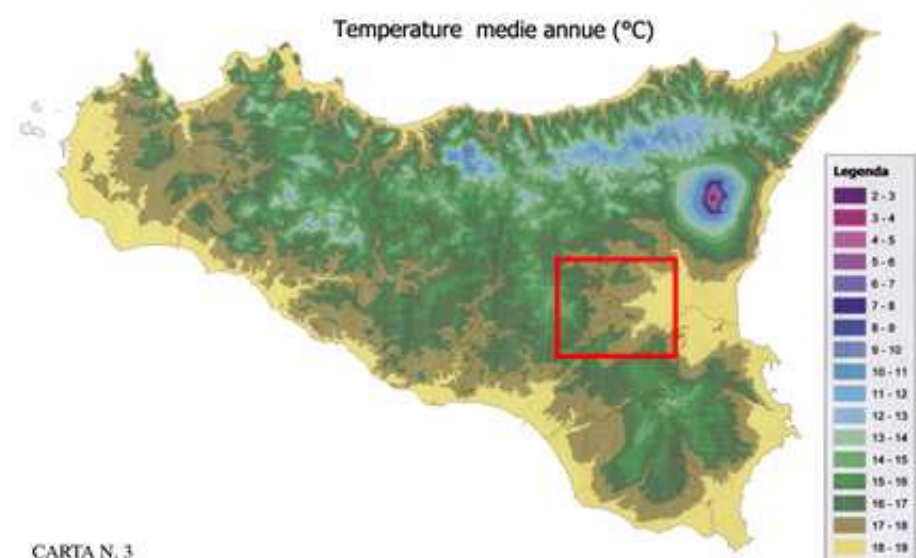 Temperature medie annue (°C)
Legenda
2 - 3
3 - 4
4 - 5
5 - 6
6 - 7
7 - 8
8 - 9
9 - 10
10 - 11
11 - 12
12 - 13
13 - 14
14 - 15
15 - 16
16 - 17
17 - 18
18 - 19
CARTA N. 3